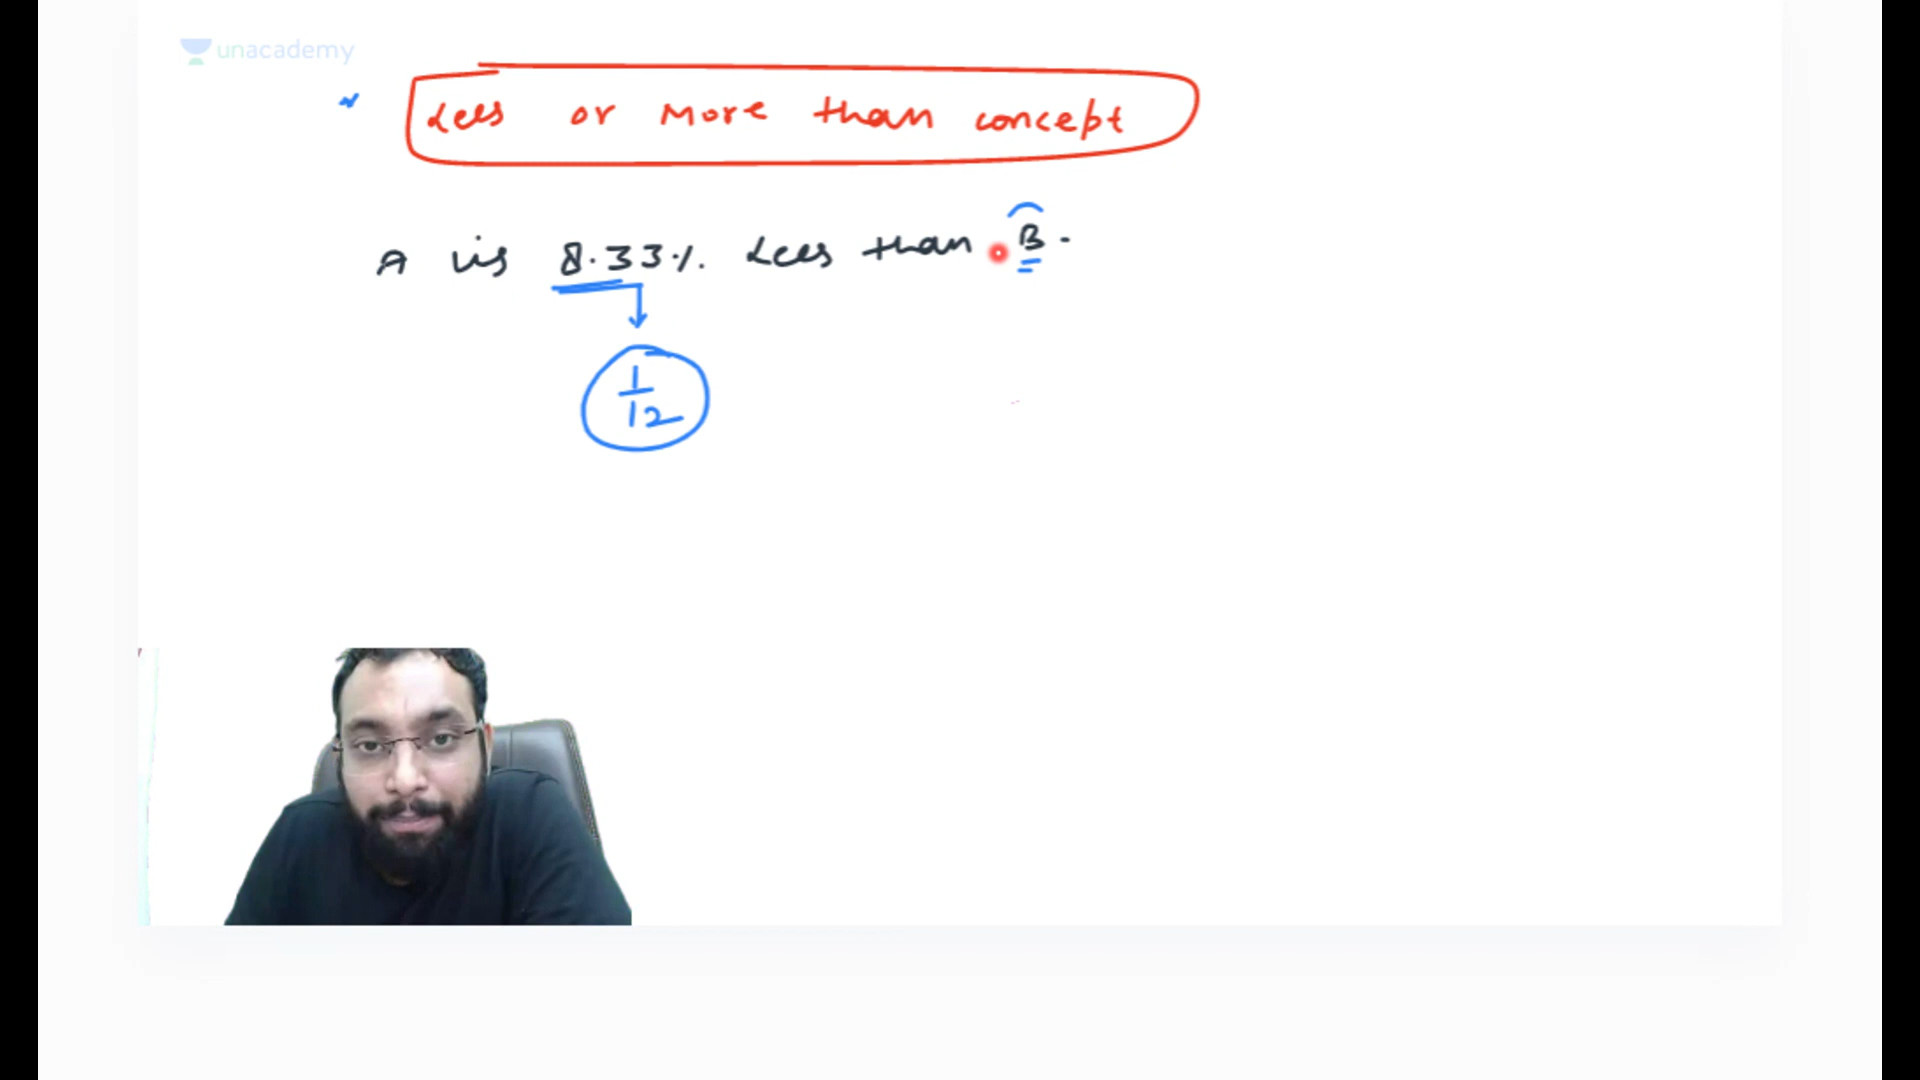 unacademy
Less or More than concept
A is 8.33%. Less than B.
1
12